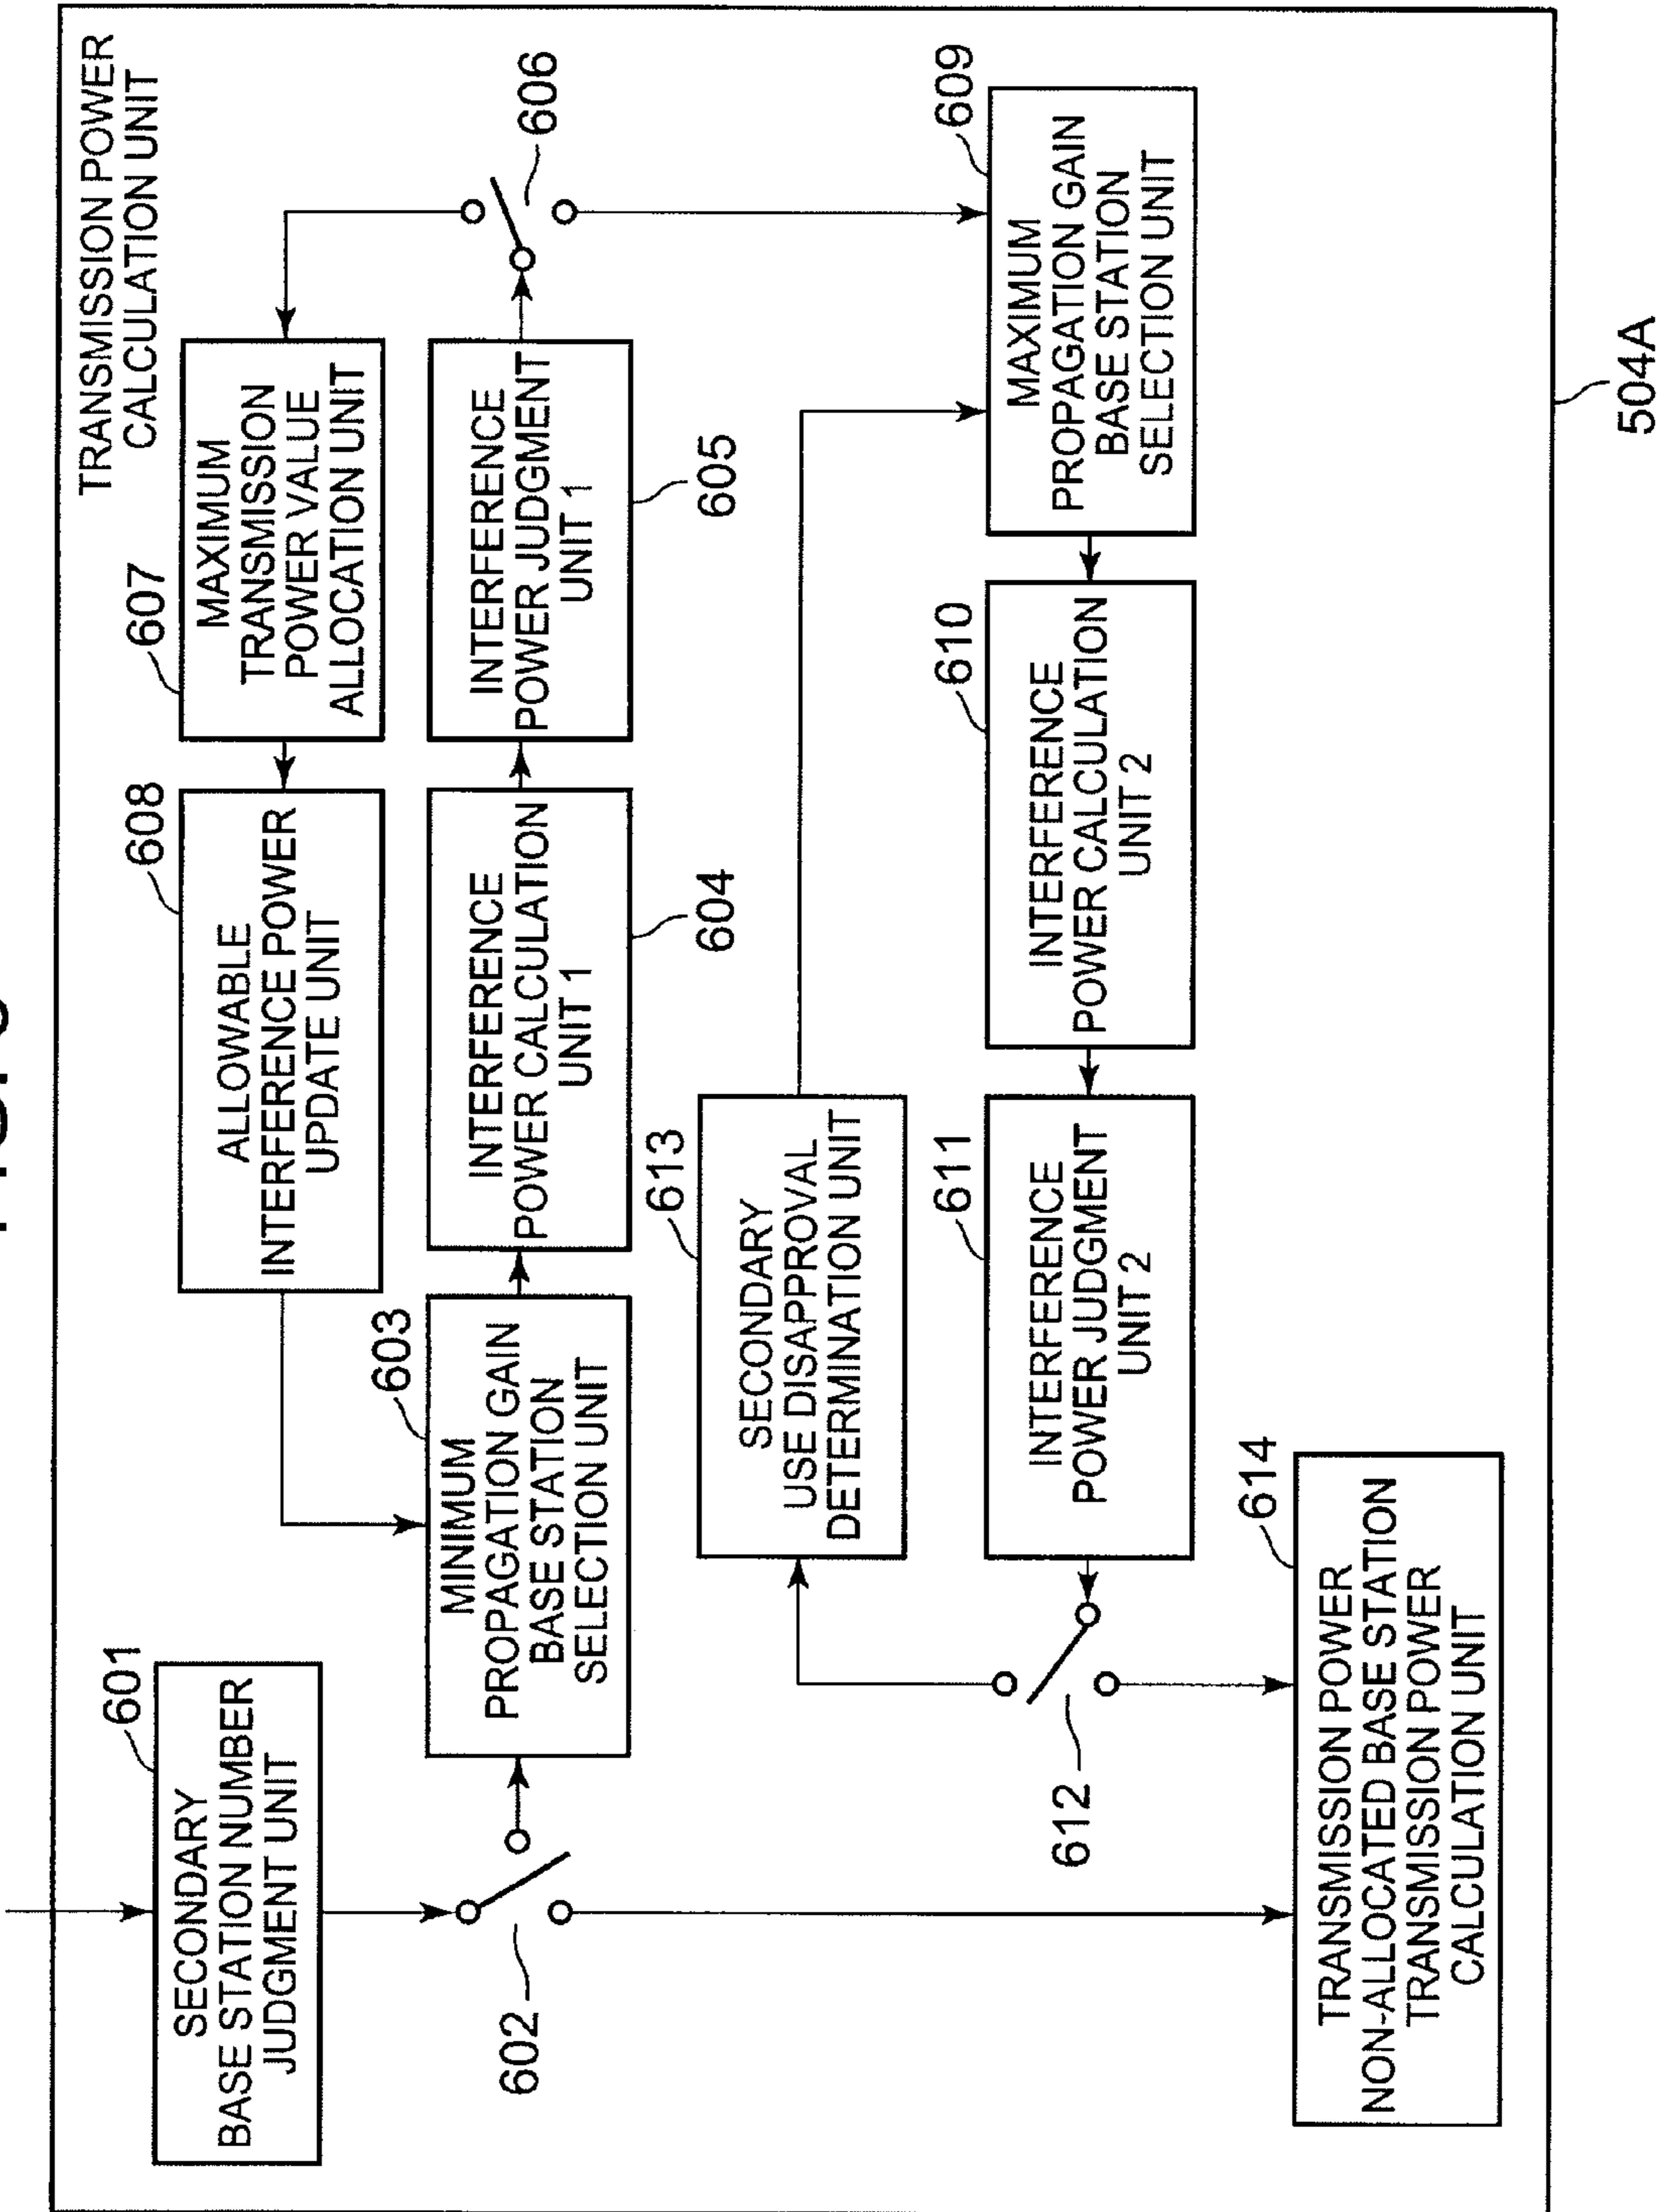 TRANSMISSION POWER
CALCULATION UNIT
601
SECONDARY
BASE STATION NUMBER
JUDGMENT UNIT
602
603
MINIMUM
PROPAGATION GAIN
BASE STATION
SELECTION UNIT
604
INTERFERENCE
POWER CALCULATION
UNIT 1
605
INTERFERENCE
POWER JUDGMENT
UNIT 1
606
607
MAXIMUM
TRANSMISSION
POWER VALUE
ALLOCATION UNIT
608
ALLOWABLE
INTERFERENCE POWER
UPDATE UNIT
609
MAXIMUM
PROPAGATION GAIN
BASE STATION
SELECTION UNIT
610
INTERFERENCE
POWER CALCULATION
UNIT 2
611
INTERFERENCE
POWER JUDGMENT
UNIT 2
612
613
SECONDARY
USE DISAPPROVAL
DETERMINATION UNIT
614
TRANSMISSION POWER
NON-ALLOCATED BASE STATION
TRANSMISSION POWER
CALCULATION UNIT
504A